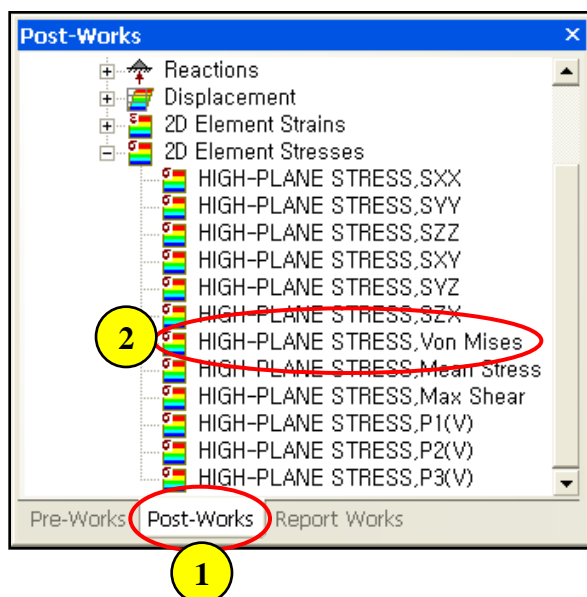 Post-Works
Reactions
Displacement
2D Element Strains
2D Element Stresses
HIGH-PLANE STRESS,SXX
HIGH-PLANE STRESS,SYY
HIGH-PLANE STRESS,SZZ
HIGH-PLANE STRESS,SXY
HIGH-PLANE STRESS,SYZ
HIGH-PLANE STRESS,SZX
2 HIGH-PLANE STRESS,Von Mises
HIGH-PLANE STRESS,Mean Stress
HIGH-PLANE STRESS,Max Shear
HIGH-PLANE STRESS,P1(V)
HIGH-PLANE STRESS,P2(V)
HIGH-PLANE STRESS,P3(V)
Pre-Works Post-Works Report Works
1